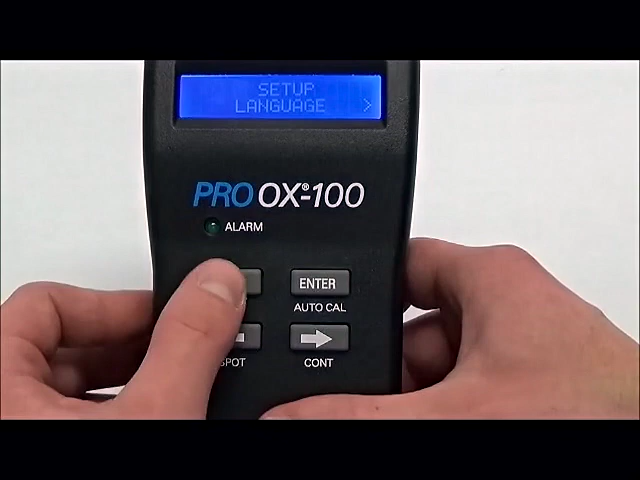 SETUP
LANGUAGE >
PRO OX®-100
ALARM
ENTER
AUTO CAL
SPOT
CONT